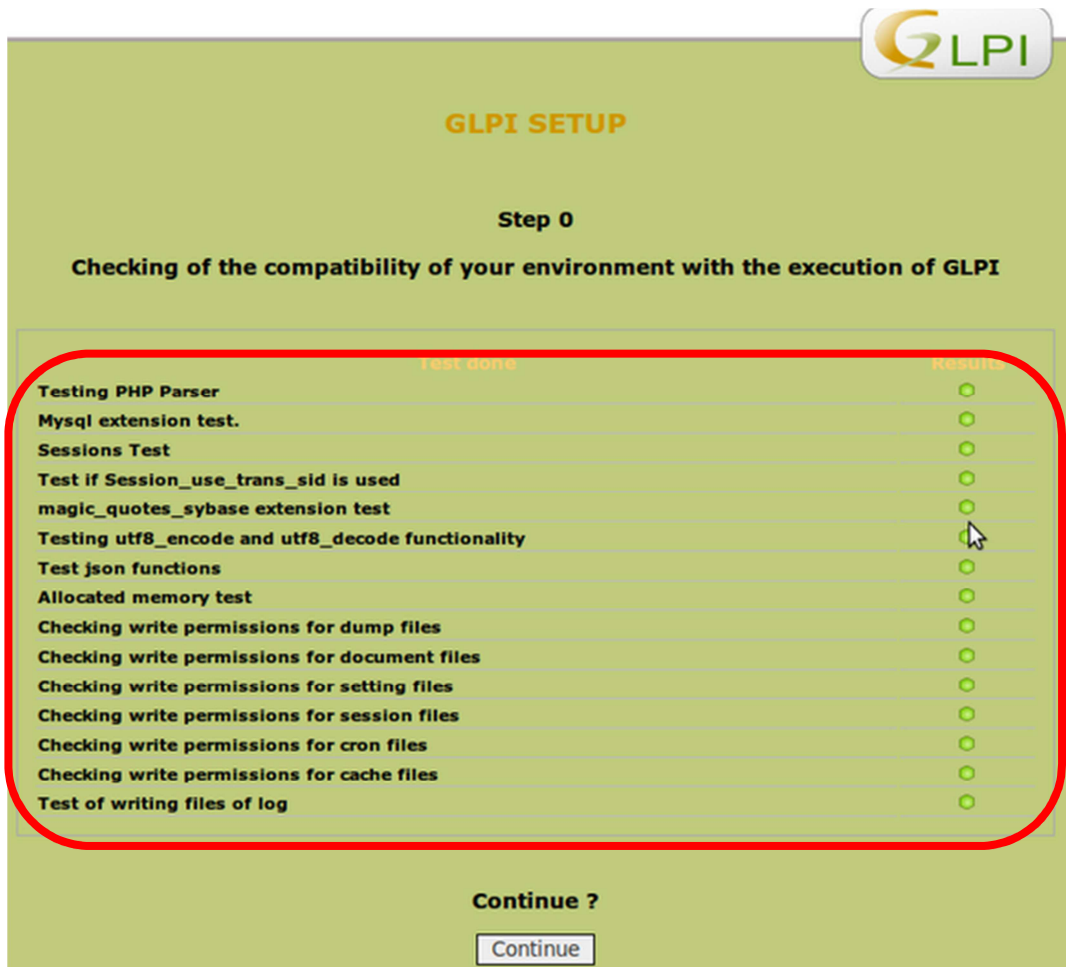 GLPI
GLPI SETUP
Step 0
Checking of the compatibility of your environment with the execution of GLPI
Test done Results
Testing PHP Parser
Mysql extension test.
Sessions Test
Test if Session_use_trans_sid is used
magic_quotes_sybase extension test
Testing utf8_encode and utf8_decode functionality
Test json functions
Allocated memory test
Checking write permissions for dump files
Checking write permissions for document files
Checking write permissions for setting files
Checking write permissions for session files
Checking write permissions for cron files
Checking write permissions for cache files
Test of writing files of log
Continue ?
Continue